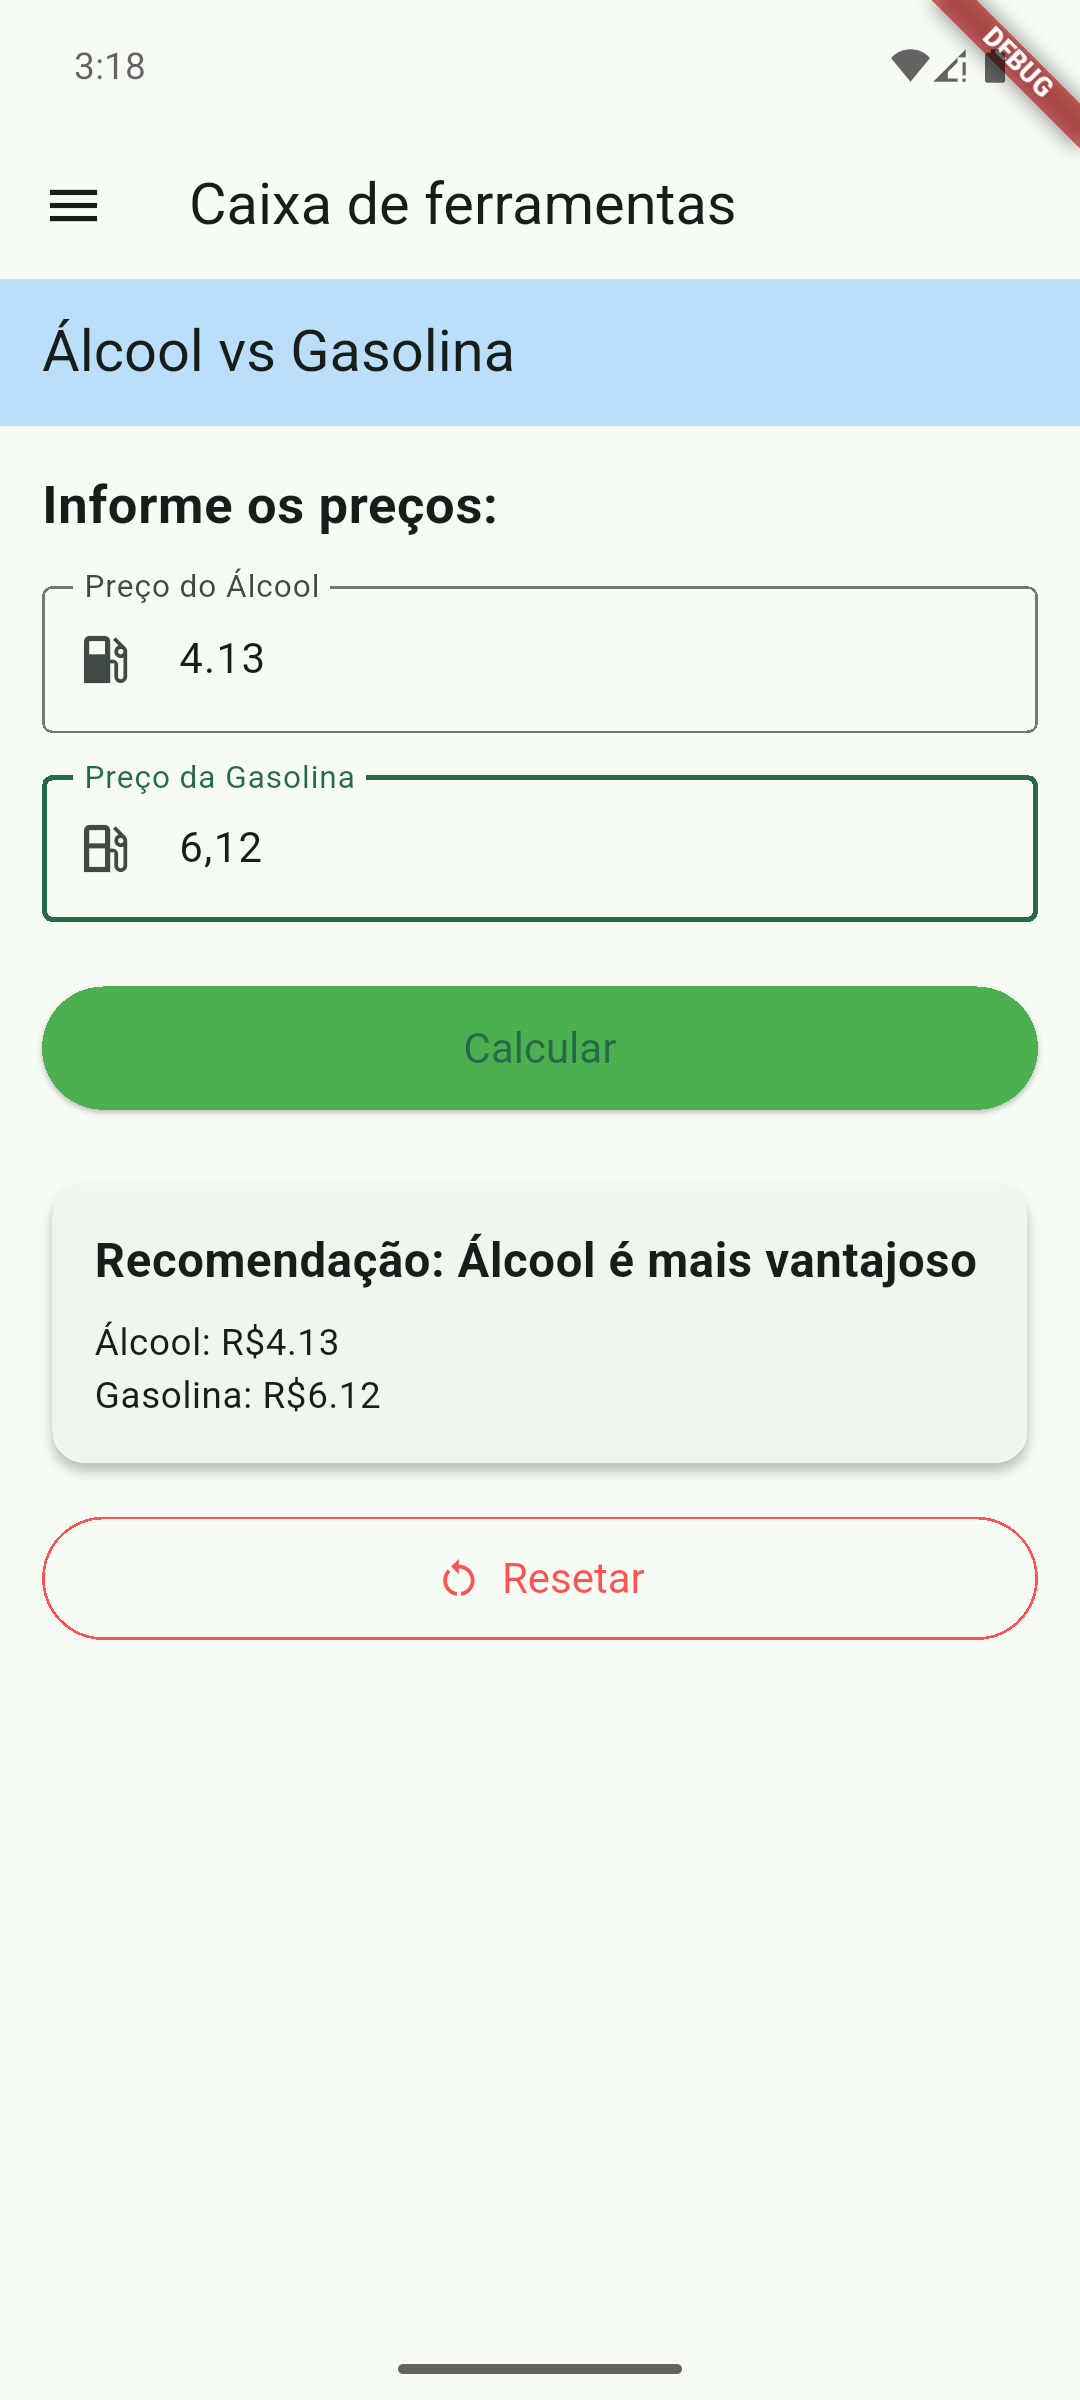 3:18
DEBUG
Caixa de ferramentas
Álcool vs Gasolina
Informe os preços:
Preço do Álcool
4.13
Preço da Gasolina
6,12
Calcular
Recomendação: Álcool é mais vantajoso
Álcool: R$4.13
Gasolina: R$6.12
Resetar